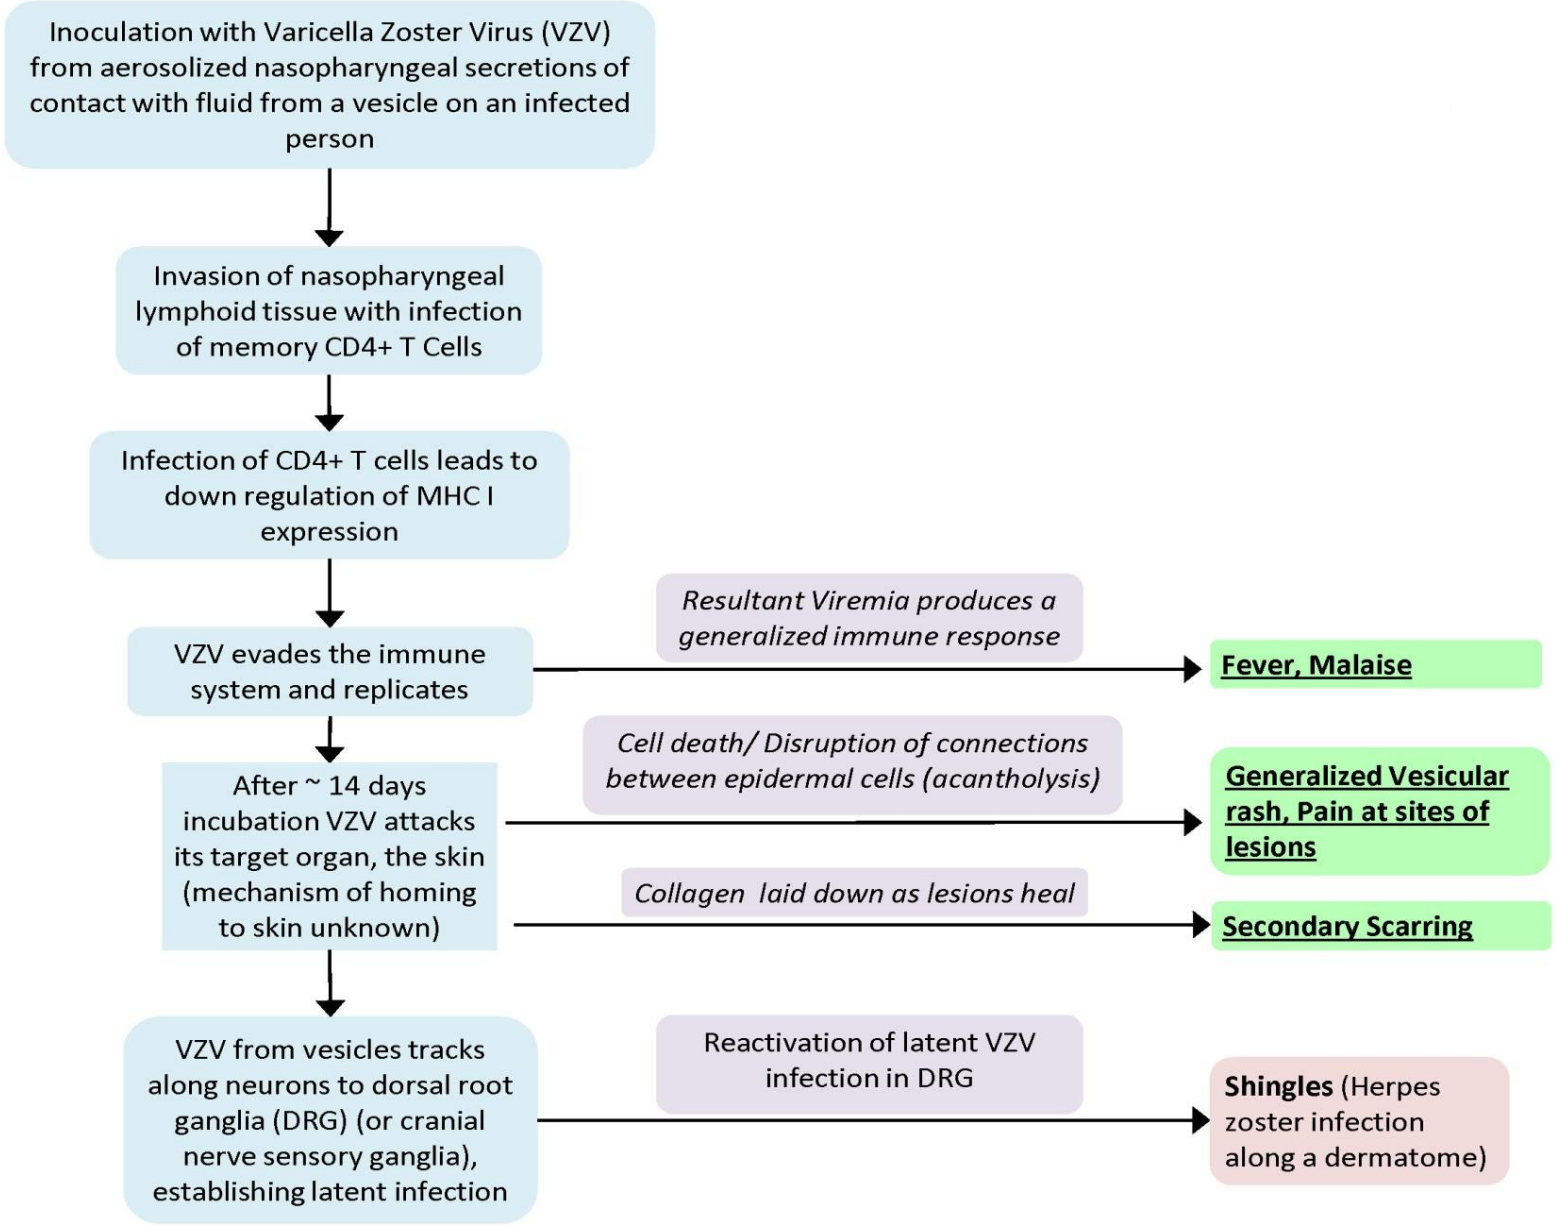 Inoculation with Varicella Zoster Virus (VZV)
from aerosolized nasopharyngeal secretions of
contact with fluid from a vesicle on an infected
person
Invasion of nasopharyngeal
lymphoid tissue with infection
of memory CD4+ T Cells
Infection of CD4+ T cells leads to
down regulation of MHC I
expression
VZV evades the immune
system and replicates
Resultant Viremia produces a
generalized immune response
Fever, Malaise
After ~ 14 days
incubation VZV attacks
its target organ, the skin
(mechanism of homing
to skin unknown)
Cell death/ Disruption of connections
between epidermal cells (acantholysis)
Generalized Vesicular
rash, Pain at sites of
lesions
Collagen laid down as lesions heal
Secondary Scarring
VZV from vesicles tracks
along neurons to dorsal root
ganglia (DRG) (or cranial
nerve sensory ganglia),
establishing latent infection
Reactivation of latent VZV
infection in DRG
Shingles (Herpes
zoster infection
along a dermatome)